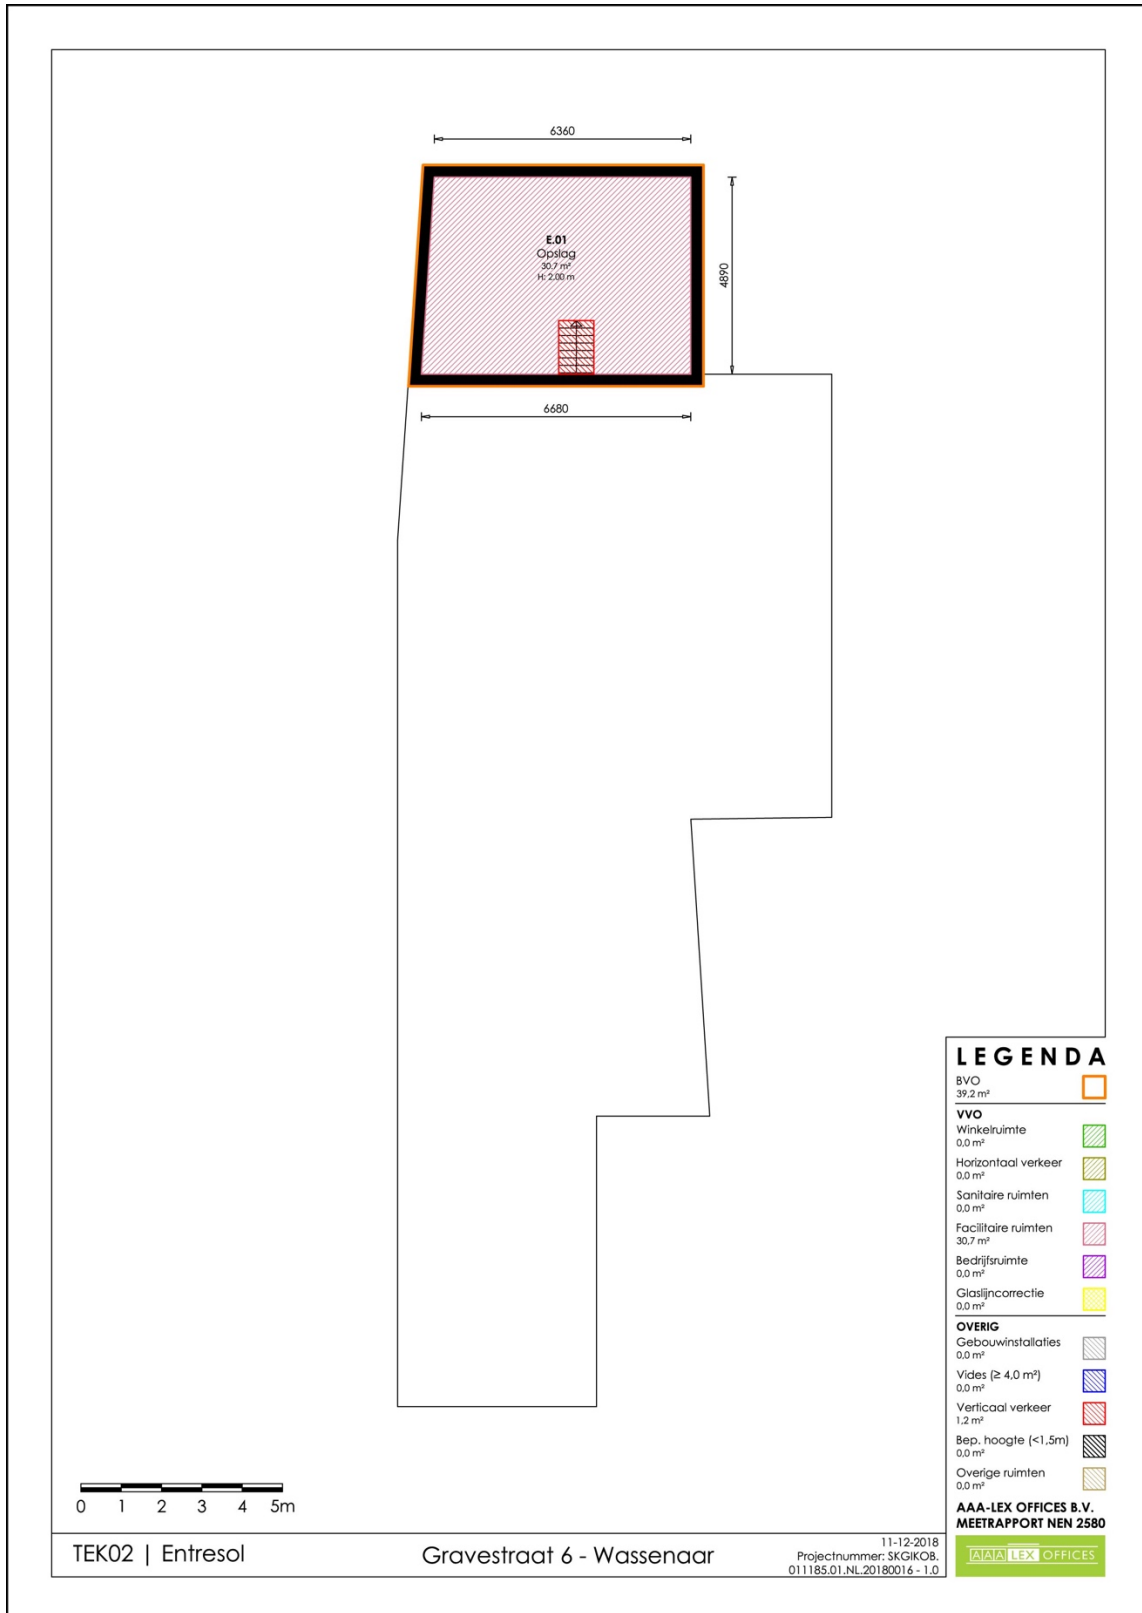 6360
E.01
Opslag
30.7 m²
H: 2.00 m
4890
6680
LEGENDA
BVO
39,2 m²
VVO
Winkelruimte
0,0 m²
Horizontaal verkeer
0,0 m²
Sanitaire ruimten
0,0 m²
Facilitaire ruimten
30,7 m²
Bedrijfsruimte
0,0 m²
Glaslijncorrectie
0,0 m²
OVERIG
Gebouwinstallaties
0,0 m²
Vides (≥ 4,0 m²)
0,0 m²
Verticaal verkeer
1,2 m²
Bep. hoogte (<1,5m)
0,0 m²
Overige ruimten
0,0 m²
AAA-LEX OFFICES B.V.
MEETRAPPORT NEN 2580
AAA LEX OFFICES
0 1 2 3 4 5m
TEK02 | Entresol
Gravestraat 6 - Wassenaar
11-12-2018
Projectnummer: SKGIKOB.
011185.01.NL.20180016 - 1.0